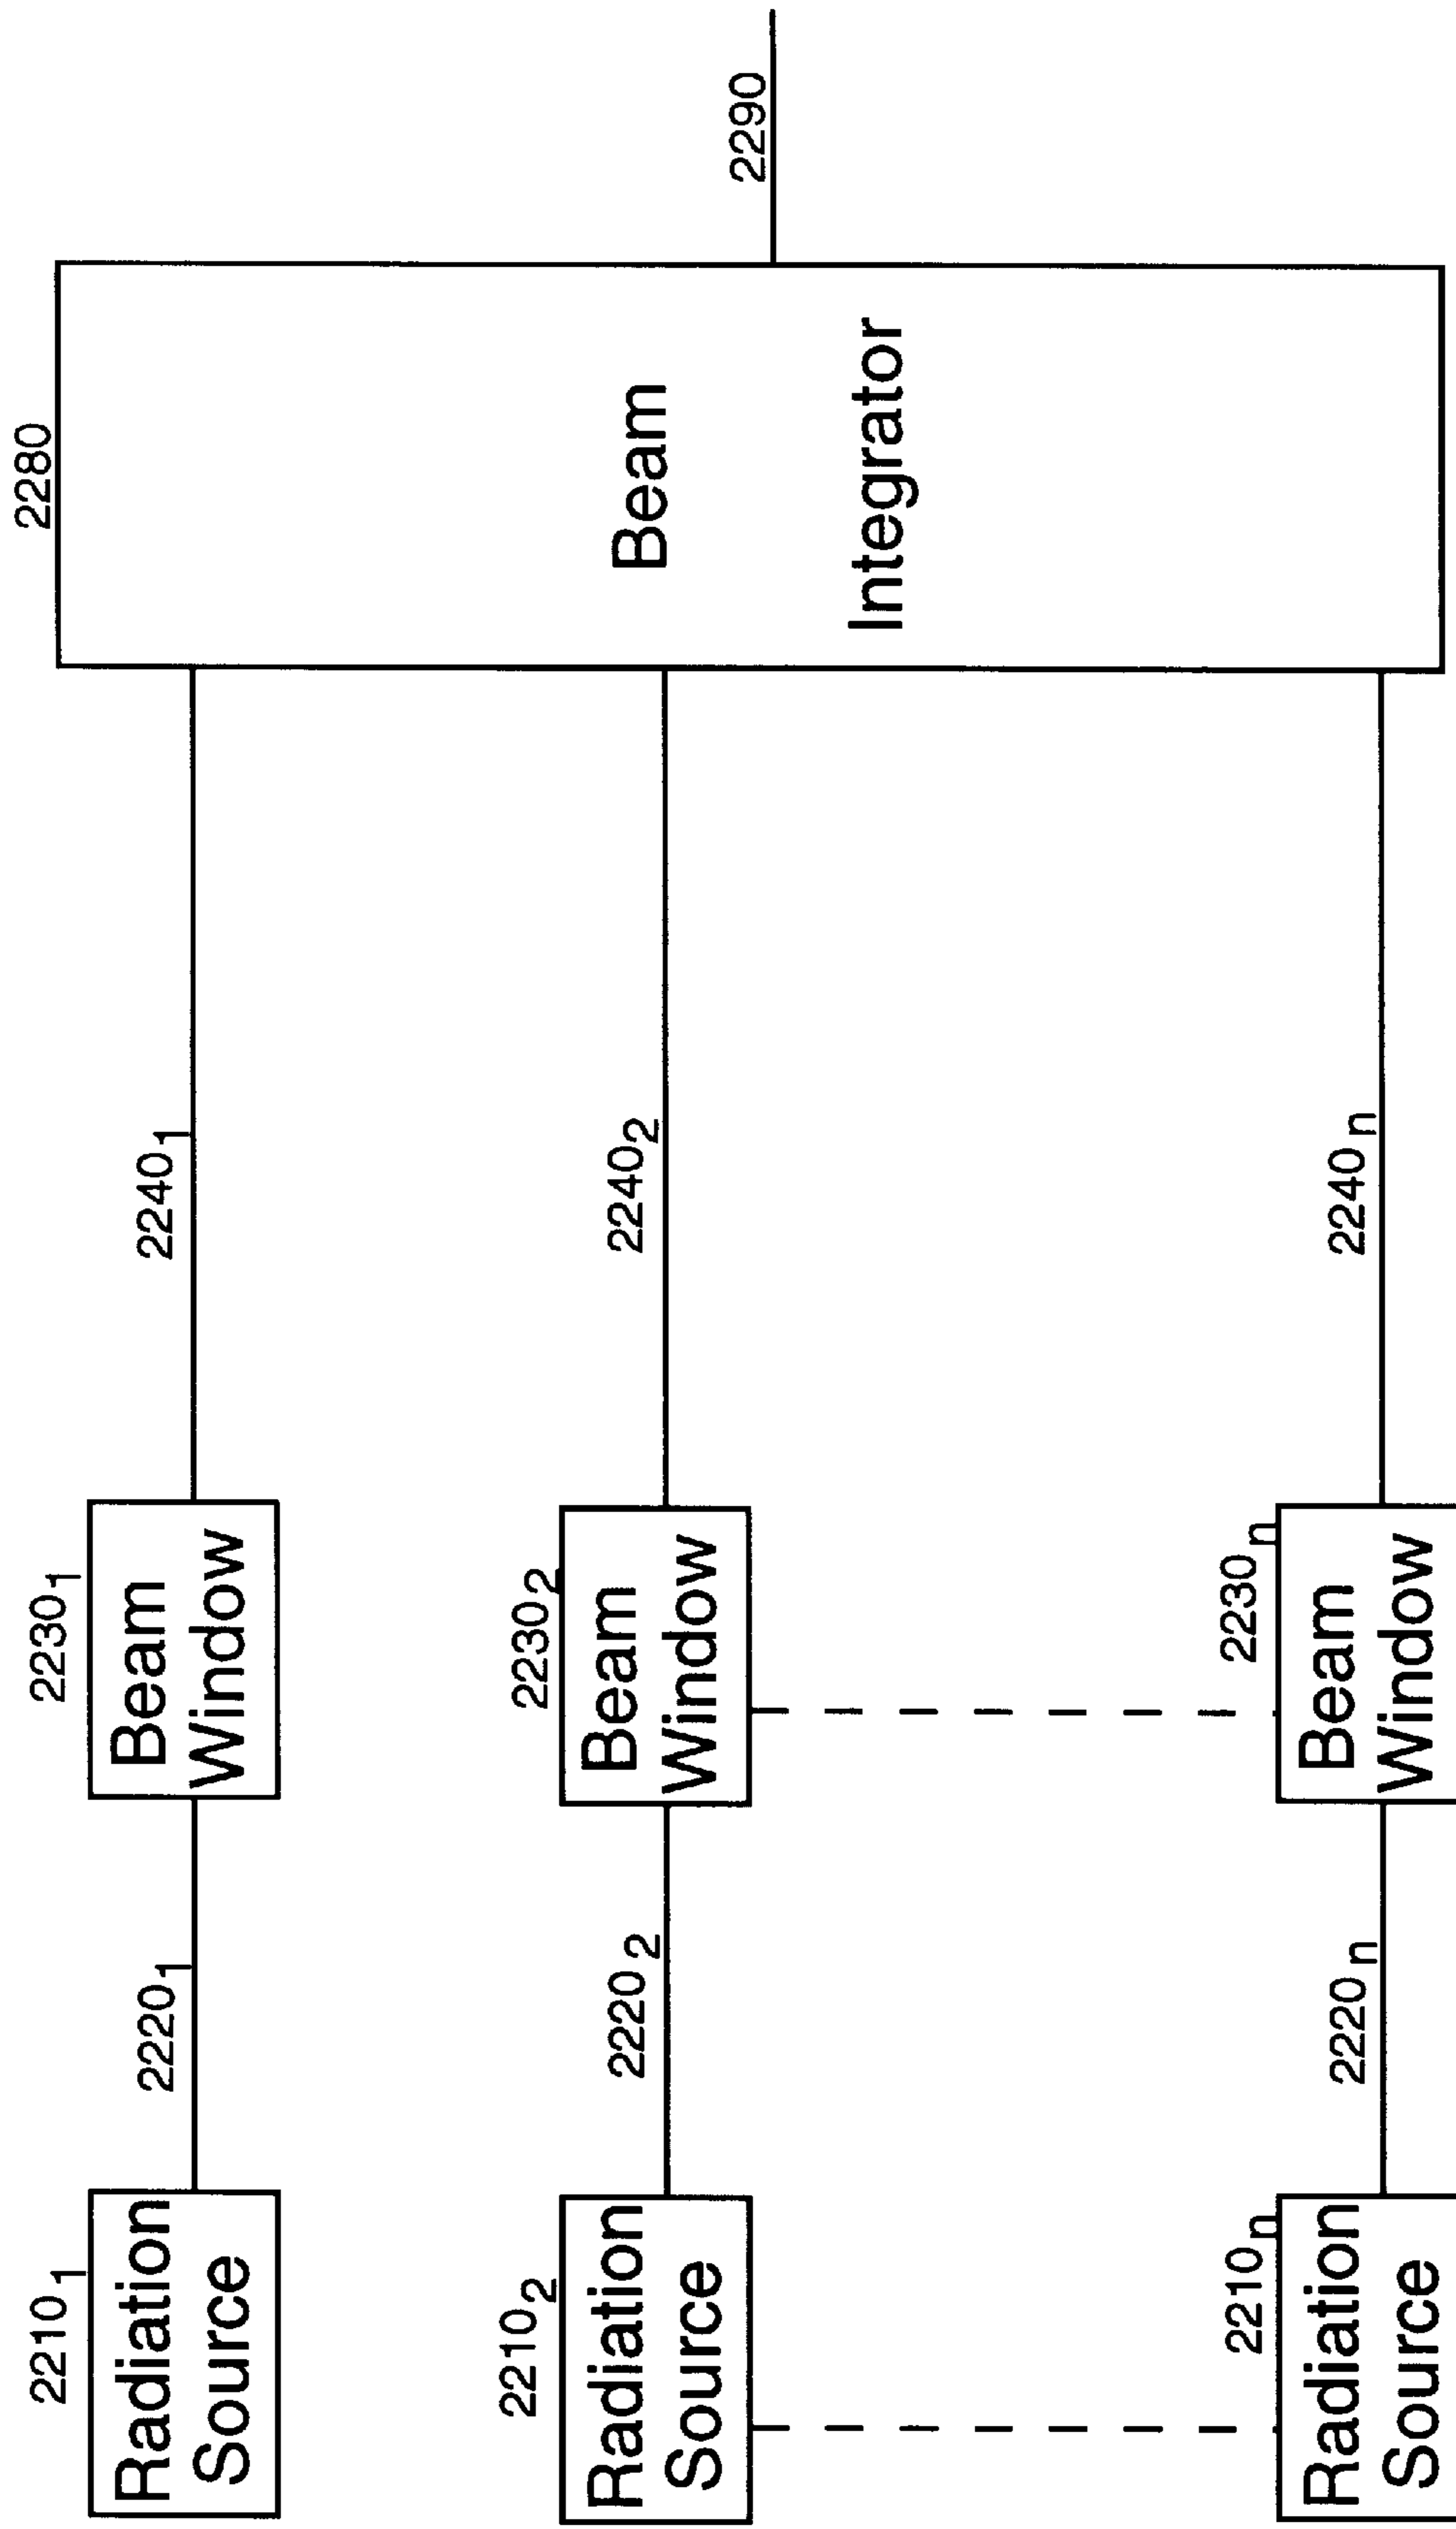 2210₁
Radiation
Source
2220₁
2230₁
Beam
Window
2240₁
2210₂
Radiation
Source
2220₂
2230₂
Beam
Window
2240₂
2210ₙ
Radiation
Source
2220ₙ
2230ₙ
Beam
Window
2240ₙ
2280
Beam
Integrator
2290